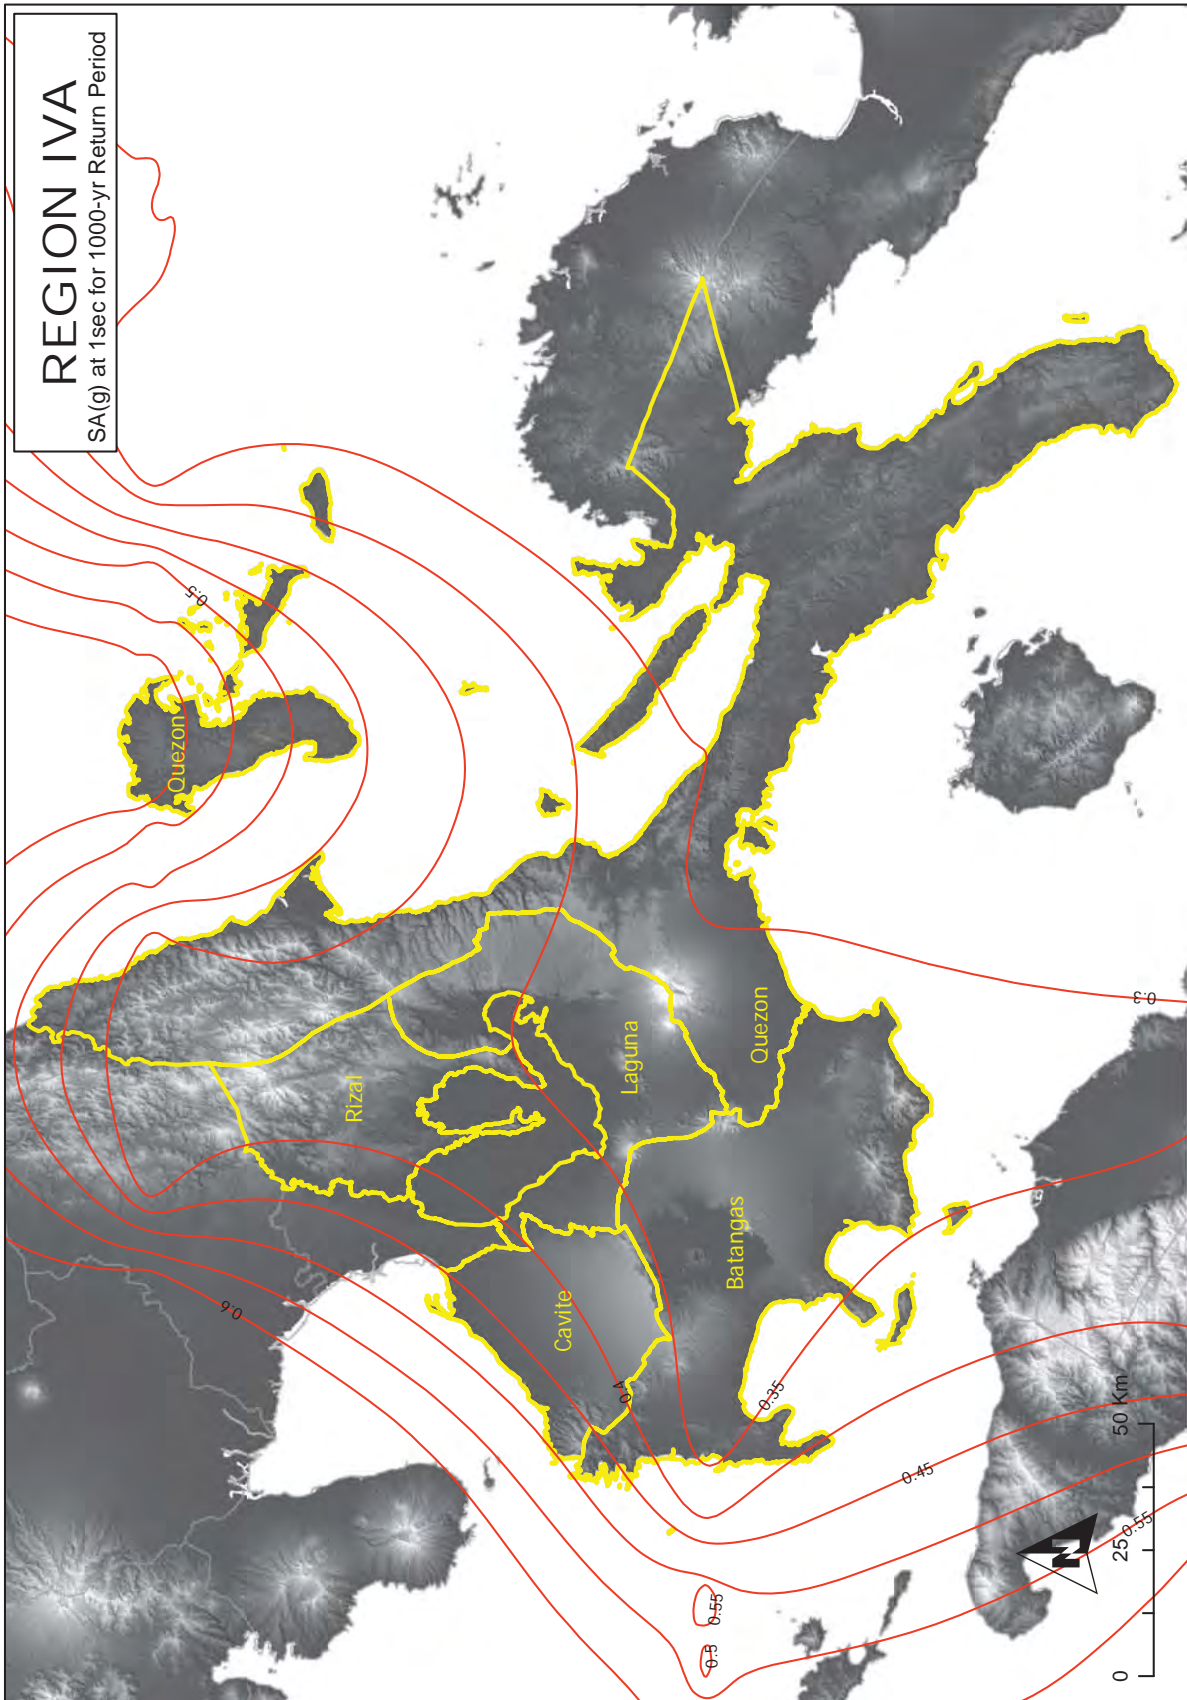 REGION IVA
SA(g) at 1sec for 1000-yr Return Period
Quezon
0.5
Rizal
Laguna
Quezon
Batangas
Cavite
0.6
0.4
0.35
0.45
0.55
0.3
0.55
0.5
N
0
25
50 Km